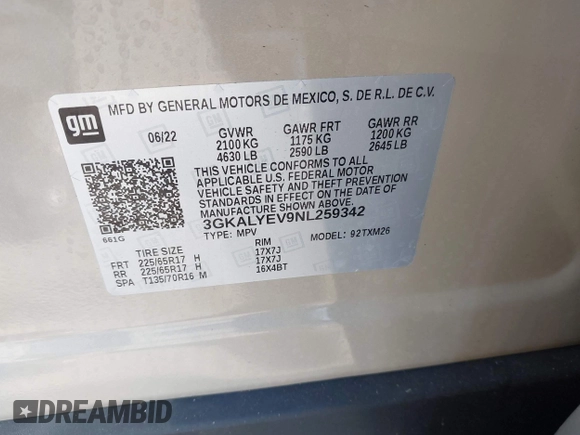 gm
MFD BY GENERAL MOTORS DE MEXICO, S. DE R.L. DE C.V.
06/22 GVWR GAWR FRT GAWR RR
2100 KG 1175 KG 1200 KG
4630 LB 2590 LB 2645 LB
THIS VEHICLE CONFORMS TO ALL
APPLICABLE U.S. FEDERAL MOTOR
VEHICLE SAFETY AND THEFT PREVENTION
STANDARDS IN EFFECT ON THE DATE OF
MANUFACTURE SHOWN ABOVE.
3GKALYEV9NL259342
661G TYPE: MPV MODEL: 92TXM26
TIRE SIZE RIM
FRT 225/65R17 H 17X7J
RR 225/65R17 H 17X7J
SPA T135/70R16 M 16X4BT
DREAMBID